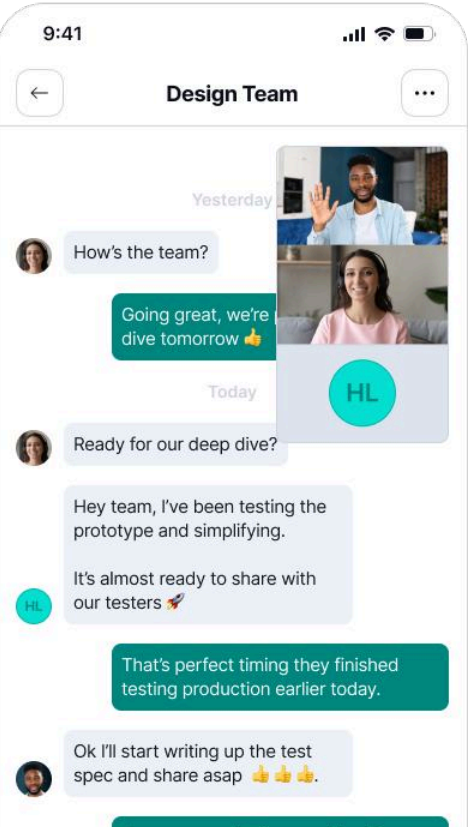 9:41
Design Team
Yesterday
How's the team?
Going great, we're
dive tomorrow 👍
Today
HL
Ready for our deep dive?
Hey team, I've been testing the
prototype and simplifying.
It's almost ready to share with
our testers 🚀
HL
That's perfect timing they finished
testing production earlier today.
Ok I'll start writing up the test
spec and share asap 👍👍👍.